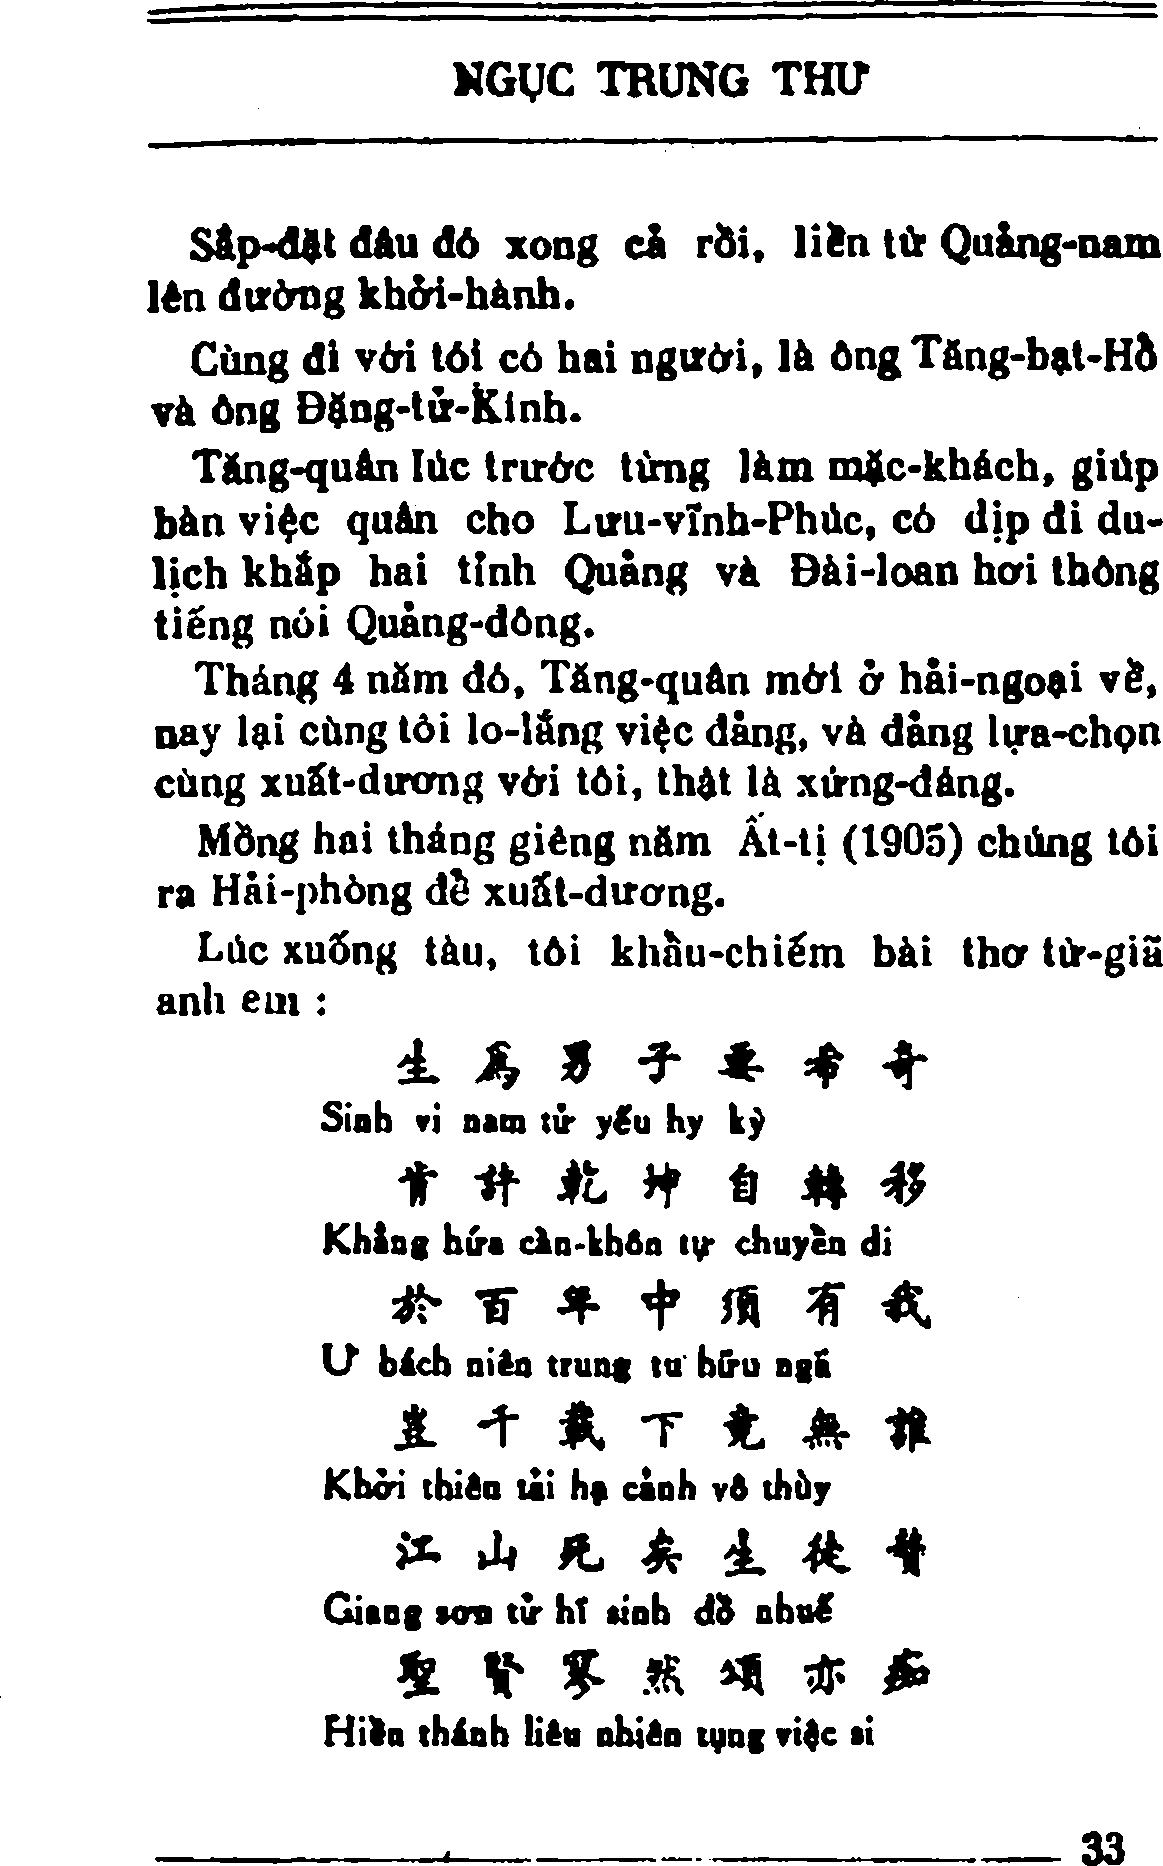 NGỤC TRUNG THƯ
Sắp-đặt đâu đó xong cả rồi, liền từ Quảng-nam
lên đường khởi-hành.
Cùng đi với tôi có hai người, là ông Tăng-bạt-Hồ
và ông Đặng-tử-Kính.
Tăng-quân lúc trước từng làm mặc-khách, giúp
bàn việc quân cho Lưu-vĩnh-Phúc, có dịp đi du-
lịch khắp hai tỉnh Quảng và Đài-loan hơi thông
tiếng nói Quảng-đông.
Tháng 4 năm đó, Tăng-quân mới ở hải-ngoại về,
nay lại cùng tôi lo-lắng việc đảng, và đảng lựa-chọn
cùng xuất-dương với tôi, thật là xứng-đáng.
Mồng hai tháng giêng năm Ất-tị (1905) chúng tôi
ra Hải-phòng để xuất-dương.
Lúc xuống tàu, tôi khẩu-chiếm bài thơ từ-giã
anh em :
生 爲 男 子 要 希 奇
Sinh vi nam tử yếu hy kỳ
肯 許 乾 坤 自 轉 移
Khẳng hứa càn-khôn tự chuyển di
於 百 年 中 須 有 我
Ư bách niên trung tu hữu ngã
豈 千 載 下 竟 無 誰
Khởi thiên tải hạ cảnh vô thùy
江 山 死 矣 生 徒 贅
Giang sơn tử hĩ sinh đồ nhuế
聖 賢 寥 然 頌 亦 痴
Hiền thánh liêu nhiên tụng việc si
33